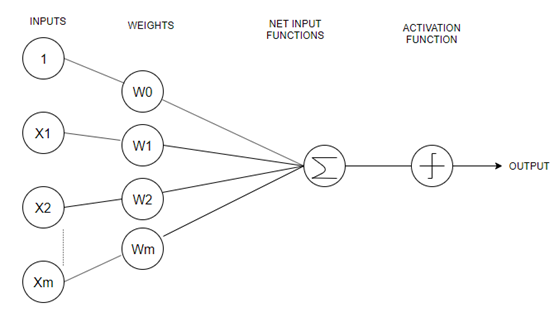 INPUTS
WEIGHTS
NET INPUT
FUNCTIONS
ACTIVATION
FUNCTION
1
W0
X1
W1
X2
W2
Xm
Wm
Σ
OUTPUT